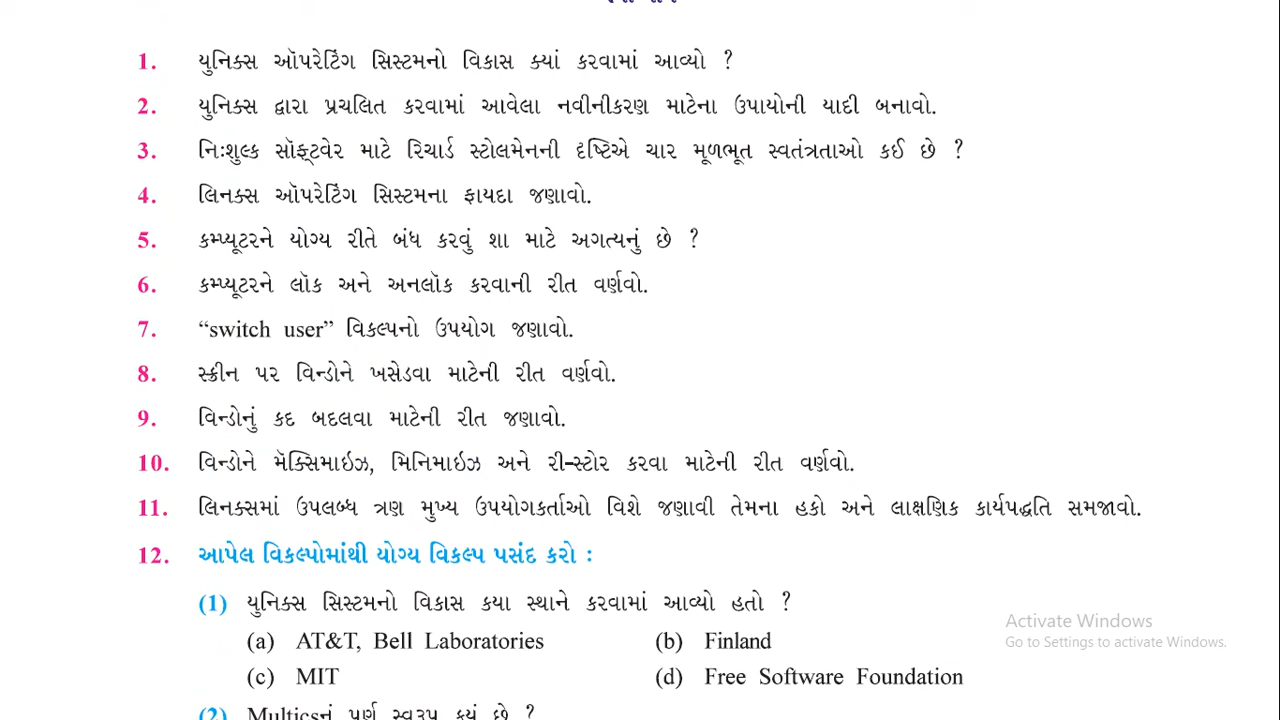 1. યુનિક્સ ઑપરેટિંગ સિસ્ટમનો વિકાસ ક્યાં કરવામાં આવ્યો ?
2. યુનિક્સ દ્વારા પ્રચલિત કરવામાં આવેલા નવીનીકરણ માટેના ઉપાયોની યાદી બનાવો.
3. નિઃશુલ્ક સૉફ્ટવેર માટે રિચાર્ડ સ્ટોલમેનની દૃષ્ટિએ ચાર મૂળભૂત સ્વતંત્રતાઓ કઈ છે ?
4. લિનક્સ ઑપરેટિંગ સિસ્ટમના ફાયદા જણાવો.
5. કમ્પ્યૂટરને યોગ્ય રીતે બંધ કરવું શા માટે અગત્યનું છે ?
6. કમ્પ્યૂટરને લૉક અને અનલૉક કરવાની રીત વર્ણવો.
7. “switch user” વિકલ્પનો ઉપયોગ જણાવો.
8. સ્ક્રીન પર વિન્ડોને ખસેડવા માટેની રીત વર્ણવો.
9. વિન્ડોનું કદ બદલવા માટેની રીત જણાવો.
10. વિન્ડોને મૅક્સિમાઇઝ, મિનિમાઇઝ અને રી-સ્ટોર કરવા માટેની રીત વર્ણવો.
11. લિનક્સમાં ઉપલબ્ધ ત્રણ મુખ્ય ઉપયોગકર્તાઓ વિશે જણાવી તેમના હકો અને લાક્ષણિક કાર્યપદ્ધતિ સમજાવો.
12. આપેલ વિકલ્પોમાંથી યોગ્ય વિકલ્પ પસંદ કરો :
(1) યુનિક્સ સિસ્ટમનો વિકાસ કયા સ્થાને કરવામાં આવ્યો હતો ?
(a) AT&T, Bell Laboratories (b) Finland
(c) MIT (d) Free Software Foundation
(2) Multicsનું પૂર્ણ સ્વરૂપ કયું છે ?
Activate Windows
Go to Settings to activate Windows.